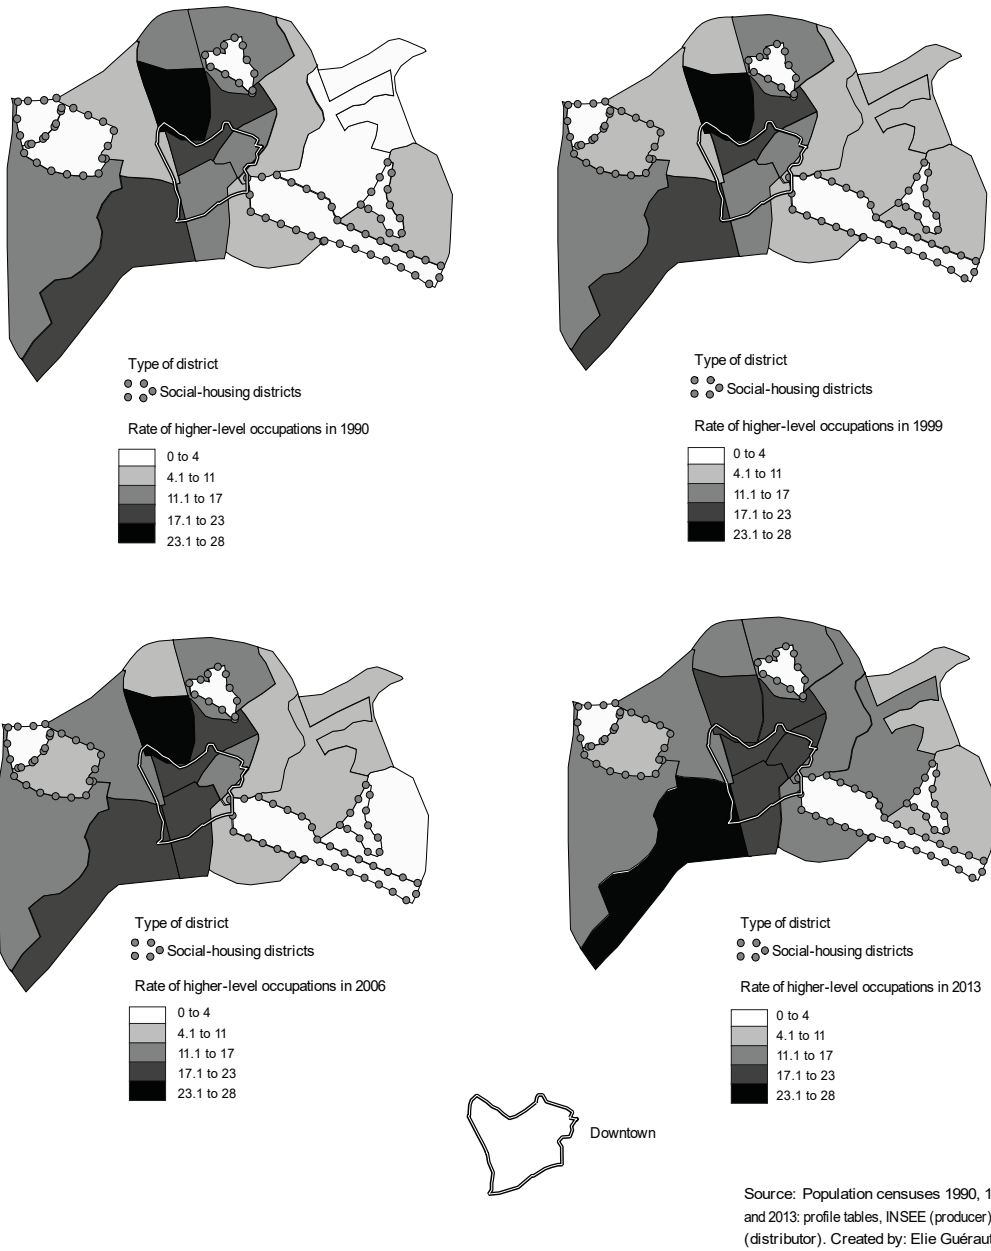 Type of district
Social-housing districts
Rate of higher-level occupations in 1990
0 to 4
4.1 to 11
11.1 to 17
17.1 to 23
23.1 to 28
Type of district
Social-housing districts
Rate of higher-level occupations in 1999
0 to 4
4.1 to 11
11.1 to 17
17.1 to 23
23.1 to 28
Type of district
Social-housing districts
Rate of higher-level occupations in 2006
0 to 4
4.1 to 11
11.1 to 17
17.1 to 23
23.1 to 28
Type of district
Social-housing districts
Rate of higher-level occupations in 2013
0 to 4
4.1 to 11
11.1 to 17
17.1 to 23
23.1 to 28
Downtown
Source: Population censuses 1990, 1
and 2013: profile tables, INSEE (producer)
(distributor). Created by: Elie Guéraut